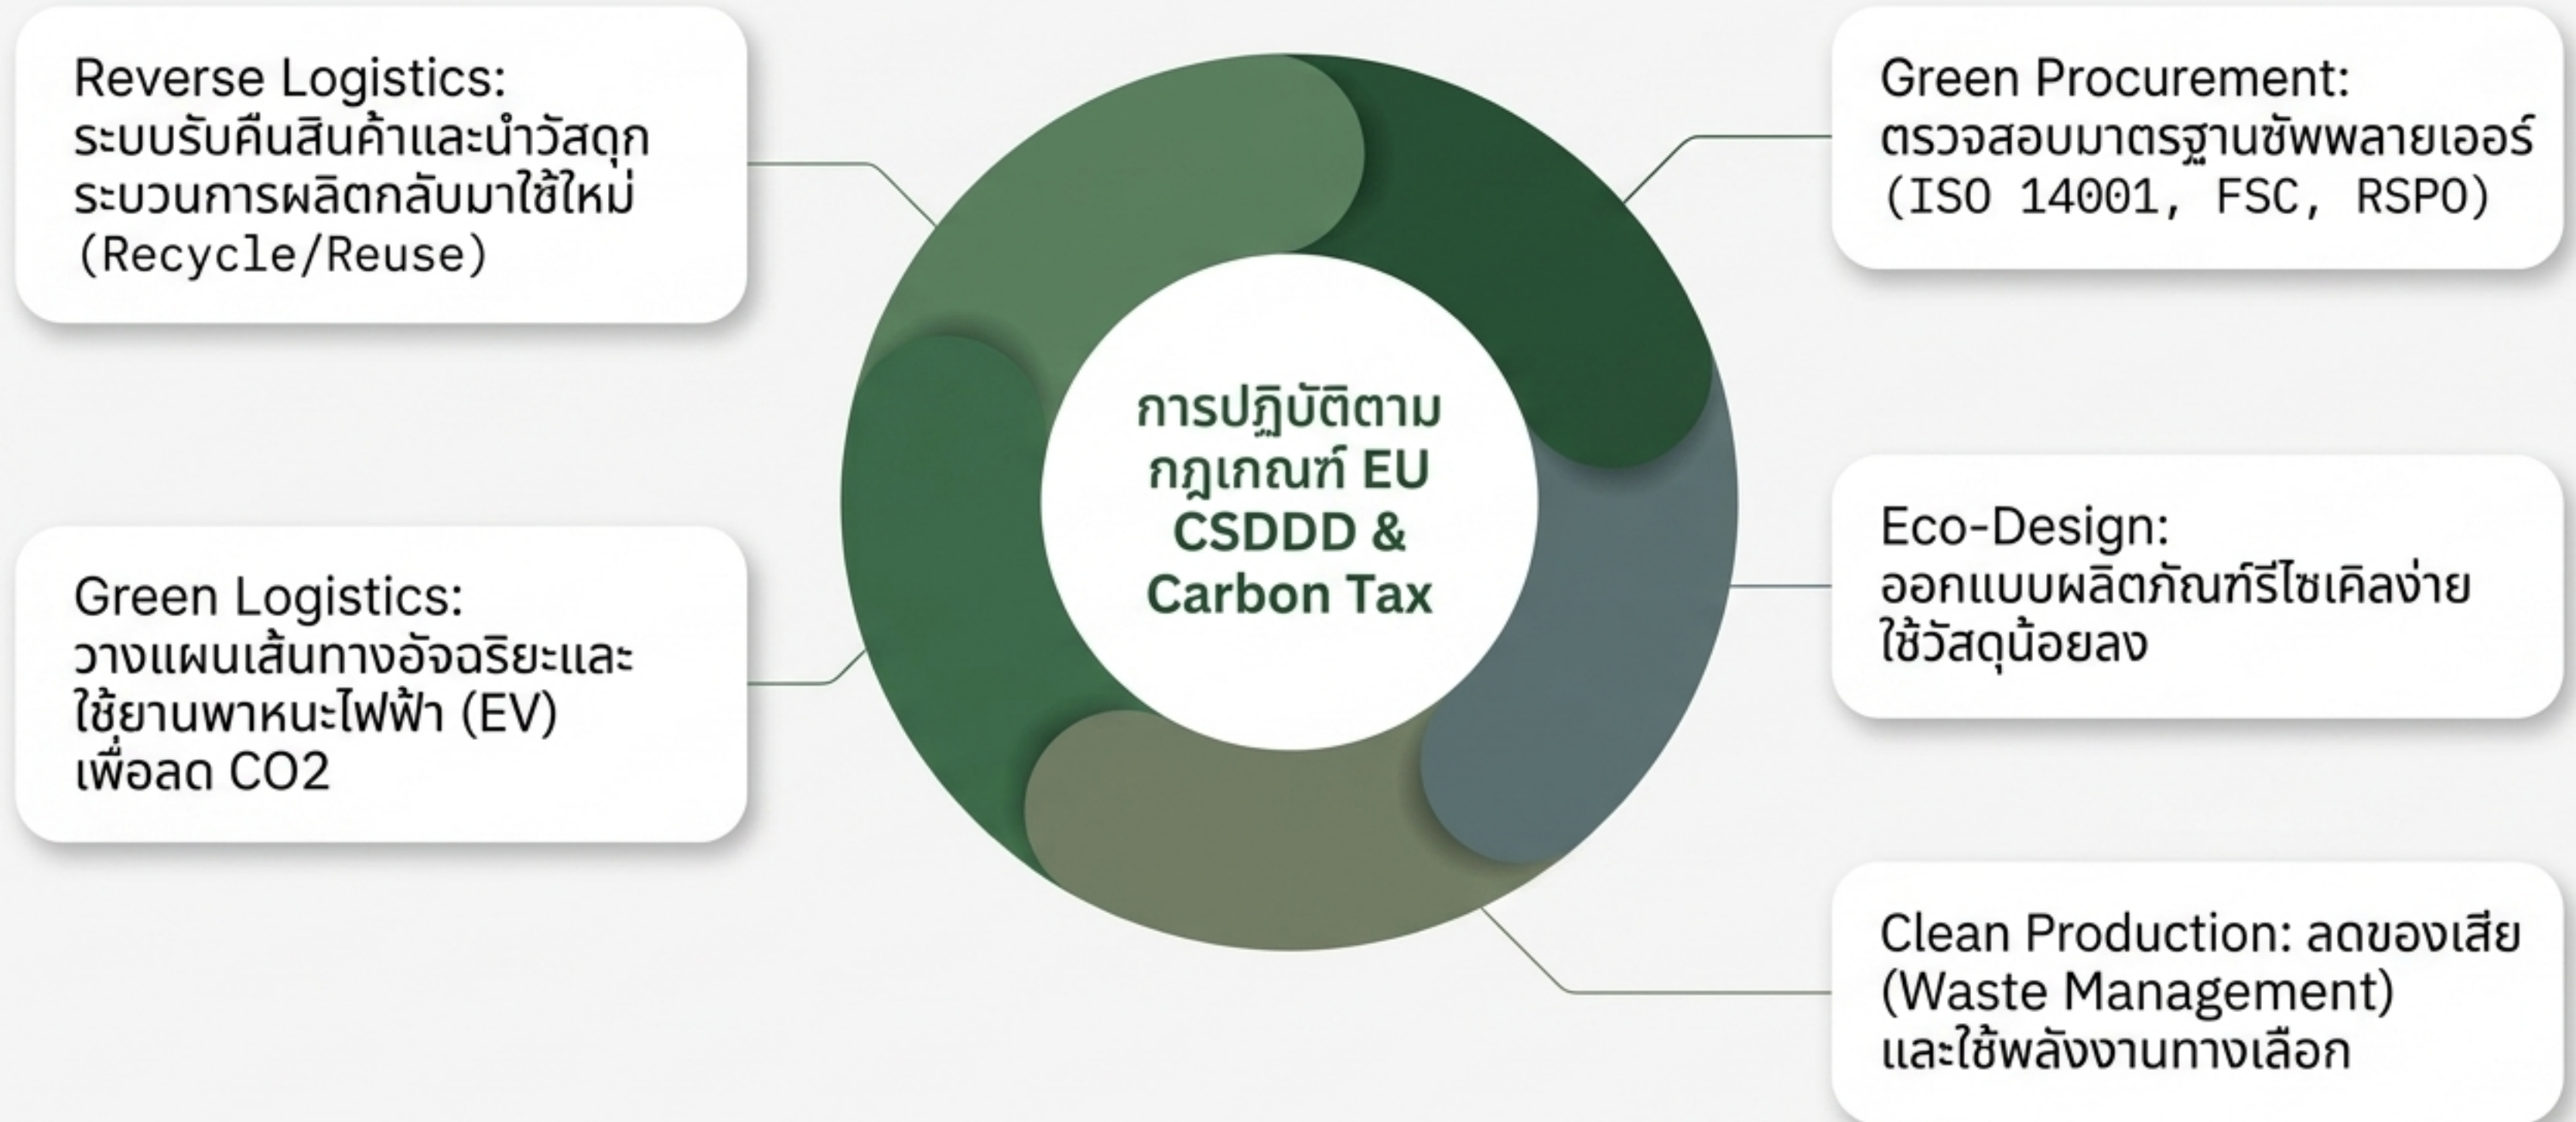 Reverse Logistics:
ระบบรับคืนสินค้าและนำวัสดุก
ระบวนการผลิตกลับมาใช้ใหม่
(Recycle/Reuse)
Green Logistics:
วางแผนเส้นทางอัจฉริยะและ
ใช้ยานพาหนะไฟฟ้า (EV)
เพื่อลด CO2
การปฏิบัติตาม
กฎเกณฑ์ EU
CSDDD &
Carbon Tax
Green Procurement:
ตรวจสอบมาตรฐานซัพพลายเออร์
(ISO 14001, FSC, RSPO)
Eco-Design:
ออกแบบผลิตภัณฑ์รีไซเคิลง่าย
ใช้วัสดุน้อยลง
Clean Production: ลดของเสีย
(Waste Management)
และใช้พลังงานทางเลือก